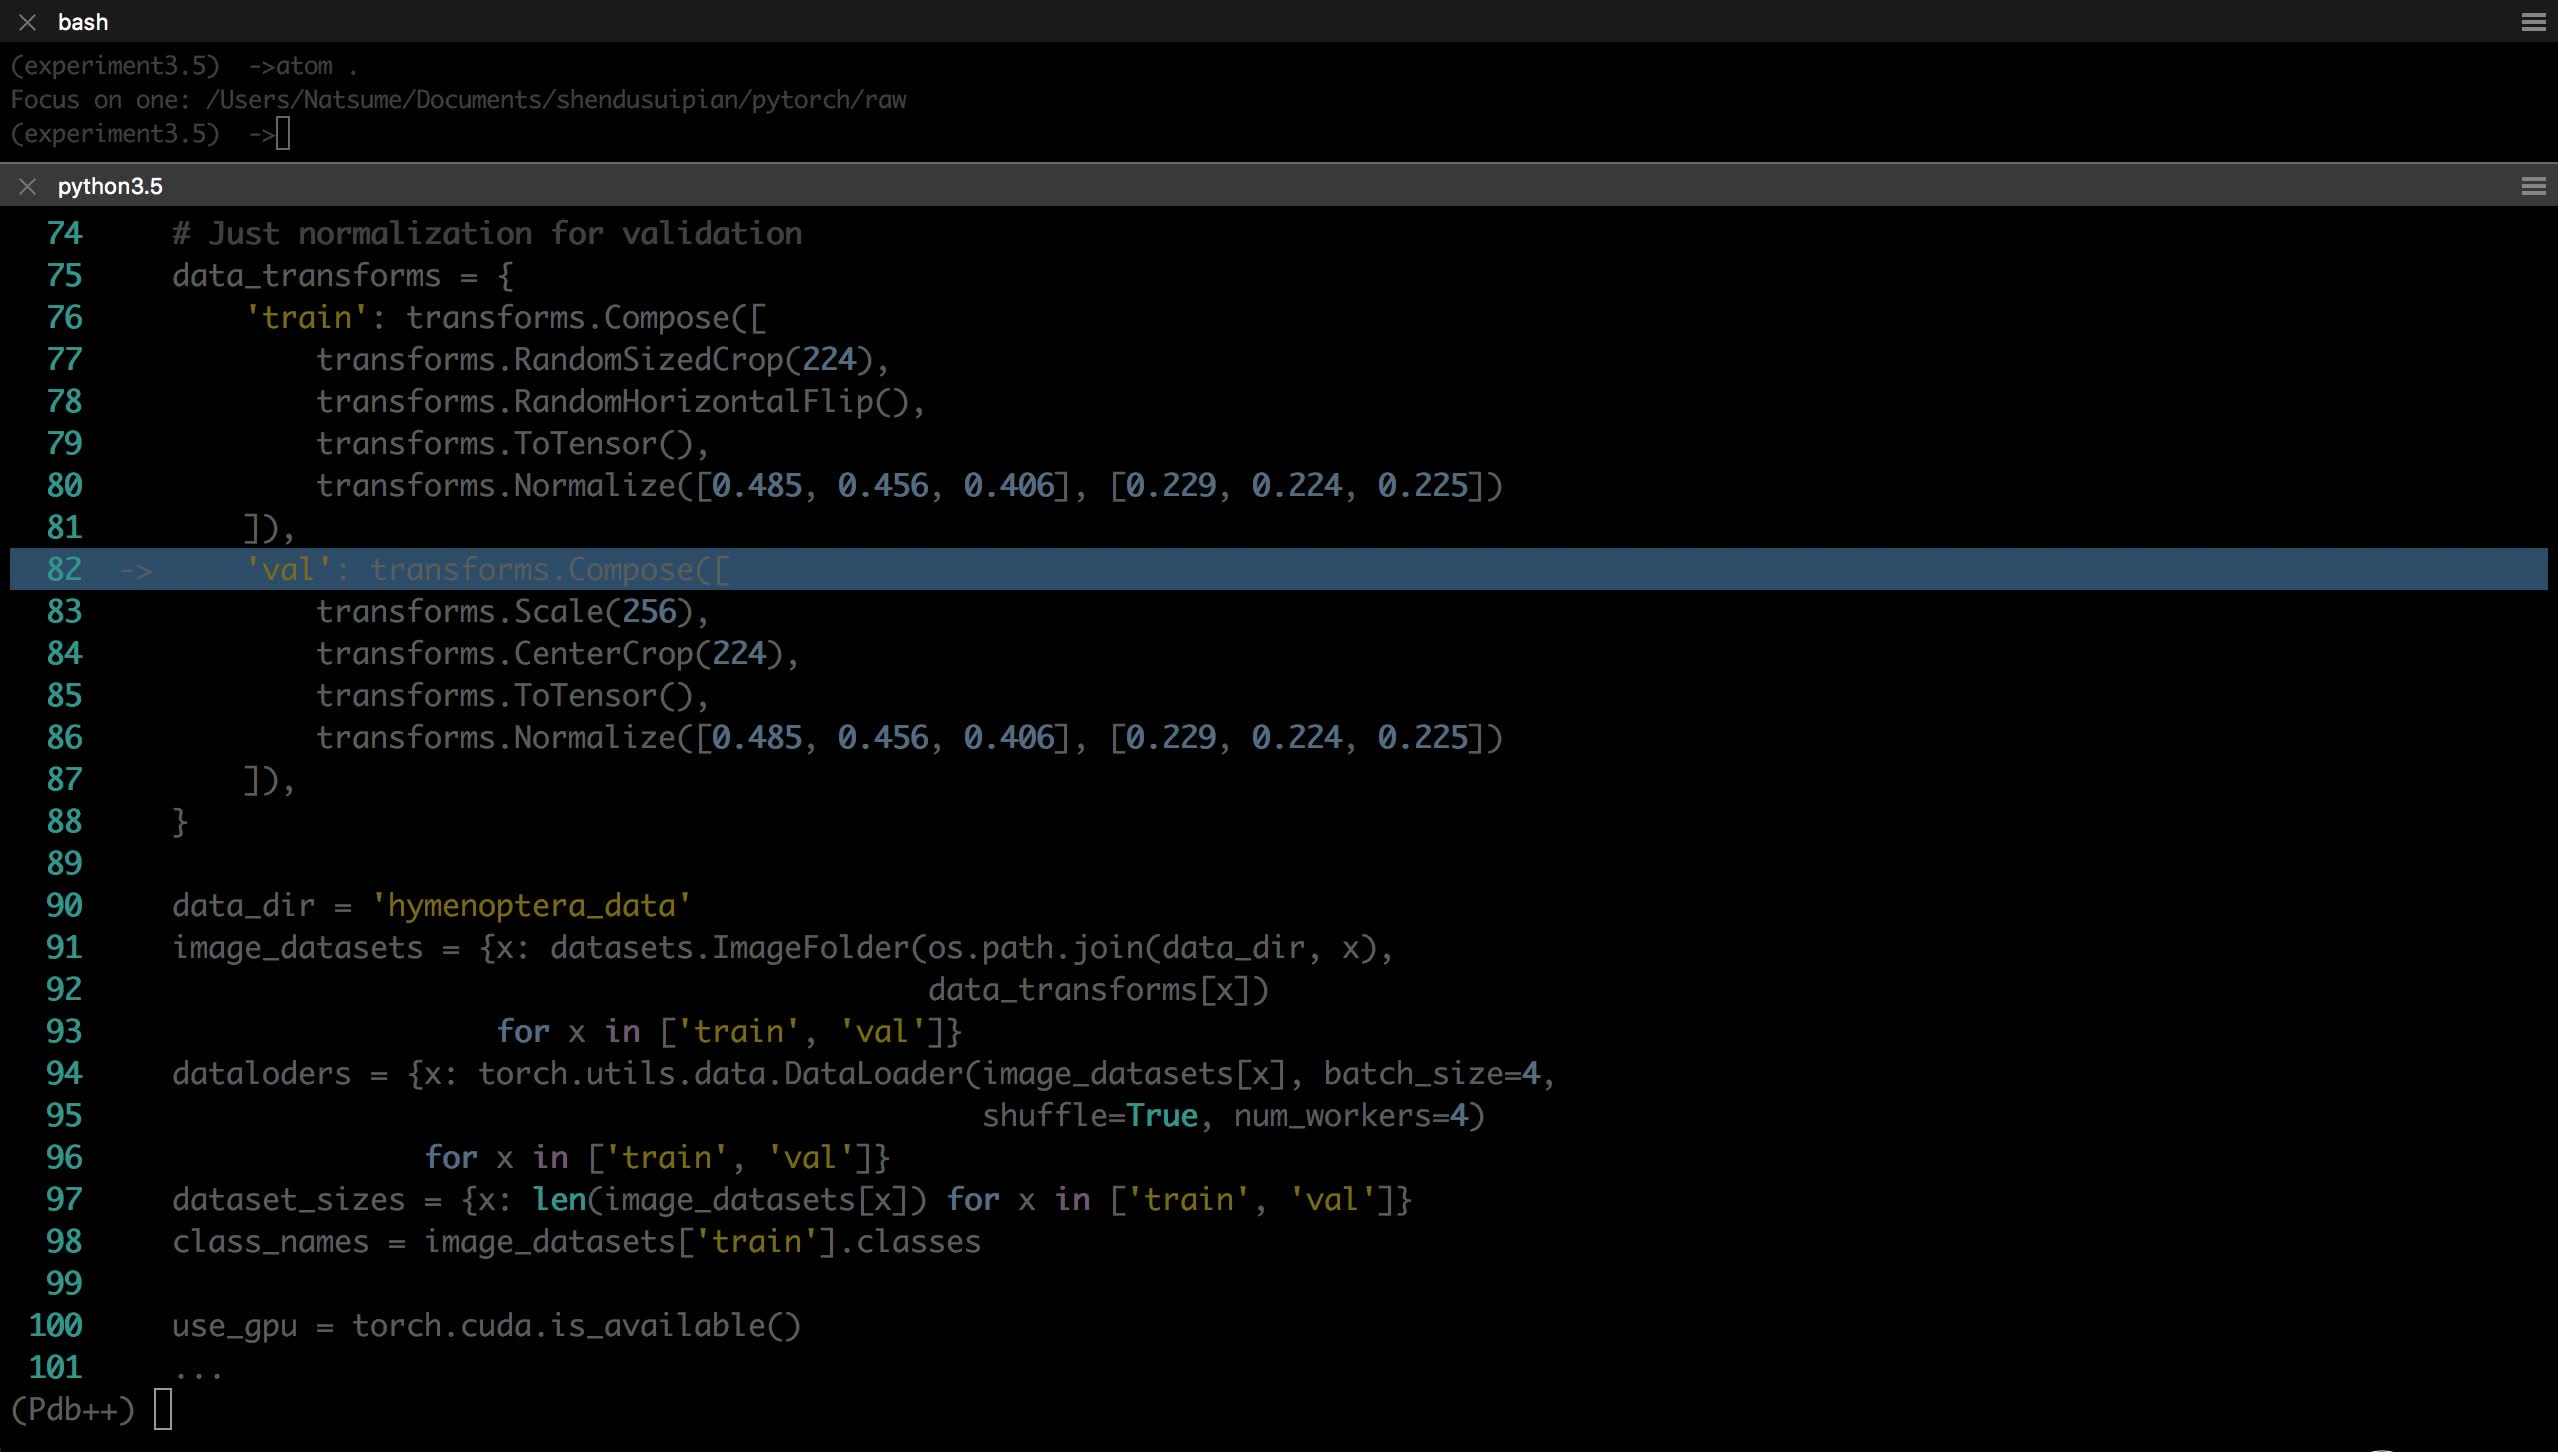 bash
(experiment3.5)  ->atom .
Focus on one: /Users/Natsume/Documents/shendusuipian/pytorch/raw
(experiment3.5)  ->
python3.5
74     # Just normalization for validation
75     data_transforms = {
76         'train': transforms.Compose([
77             transforms.RandomSizedCrop(224),
78             transforms.RandomHorizontalFlip(),
79             transforms.ToTensor(),
80             transforms.Normalize([0.485, 0.456, 0.406], [0.229, 0.224, 0.225])
81         ]),
82  ->     'val': transforms.Compose([
83             transforms.Scale(256),
84             transforms.CenterCrop(224),
85             transforms.ToTensor(),
86             transforms.Normalize([0.485, 0.456, 0.406], [0.229, 0.224, 0.225])
87         ]),
88     }
89
90     data_dir = 'hymenoptera_data'
91     image_datasets = {x: datasets.ImageFolder(os.path.join(data_dir, x),
92                                               data_transforms[x])
93                       for x in ['train', 'val']}
94     dataloders = {x: torch.utils.data.DataLoader(image_datasets[x], batch_size=4,
95                                                  shuffle=True, num_workers=4)
96                   for x in ['train', 'val']}
97     dataset_sizes = {x: len(image_datasets[x]) for x in ['train', 'val']}
98     class_names = image_datasets['train'].classes
99
100     use_gpu = torch.cuda.is_available()
101     ...
(Pdb++)